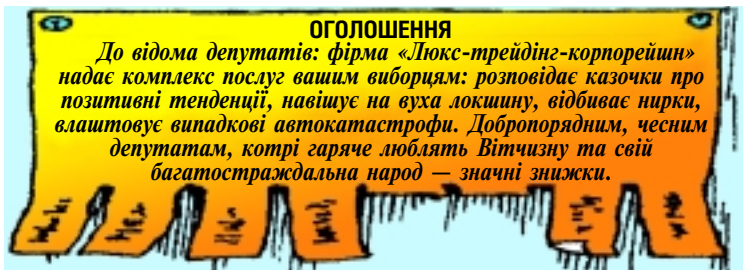 ОГОЛОШЕННЯ
До відома депутатів: фірма «Люкс-трейдінг-корпорейшн»
надає комплекс послуг вашим виборцям: розповідає казочки про
позитивні тенденції, навішує на вуха локшину, відбиває нирки,
влаштовує випадкові автокатастрофи. Добропорядним, чесним
депутатам, котрі гаряче люблять Вітчизну та свій
багатостраждальна народ — значні знижки.